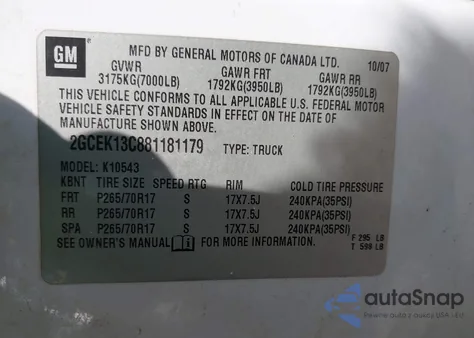 GM
MFD BY GENERAL MOTORS OF CANADA LTD.
10/07
GVWR GAWR FRT GAWR RR
3175KG(7000LB) 1792KG(3950LB) 1792KG(3950LB)
THIS VEHICLE CONFORMS TO ALL APPLICABLE U.S. FEDERAL MOTOR
VEHICLE SAFETY STANDARDS IN EFFECT ON THE DATE OF
MANUFACTURE SHOWN ABOVE.
2GCEK13C881181179 TYPE: TRUCK
MODEL: K10543
KBNT TIRE SIZE SPEED RTG RIM COLD TIRE PRESSURE
FRT P265/70R17 S 17X7.5J 240KPA(35PSI)
RR P265/70R17 S 17X7.5J 240KPA(35PSI)
SPA P265/70R17 S 17X7.5J 240KPA(35PSI)
SEE OWNER'S MANUAL FOR MORE INFORMATION
F 295 LB
T 590 LB
autoSnap